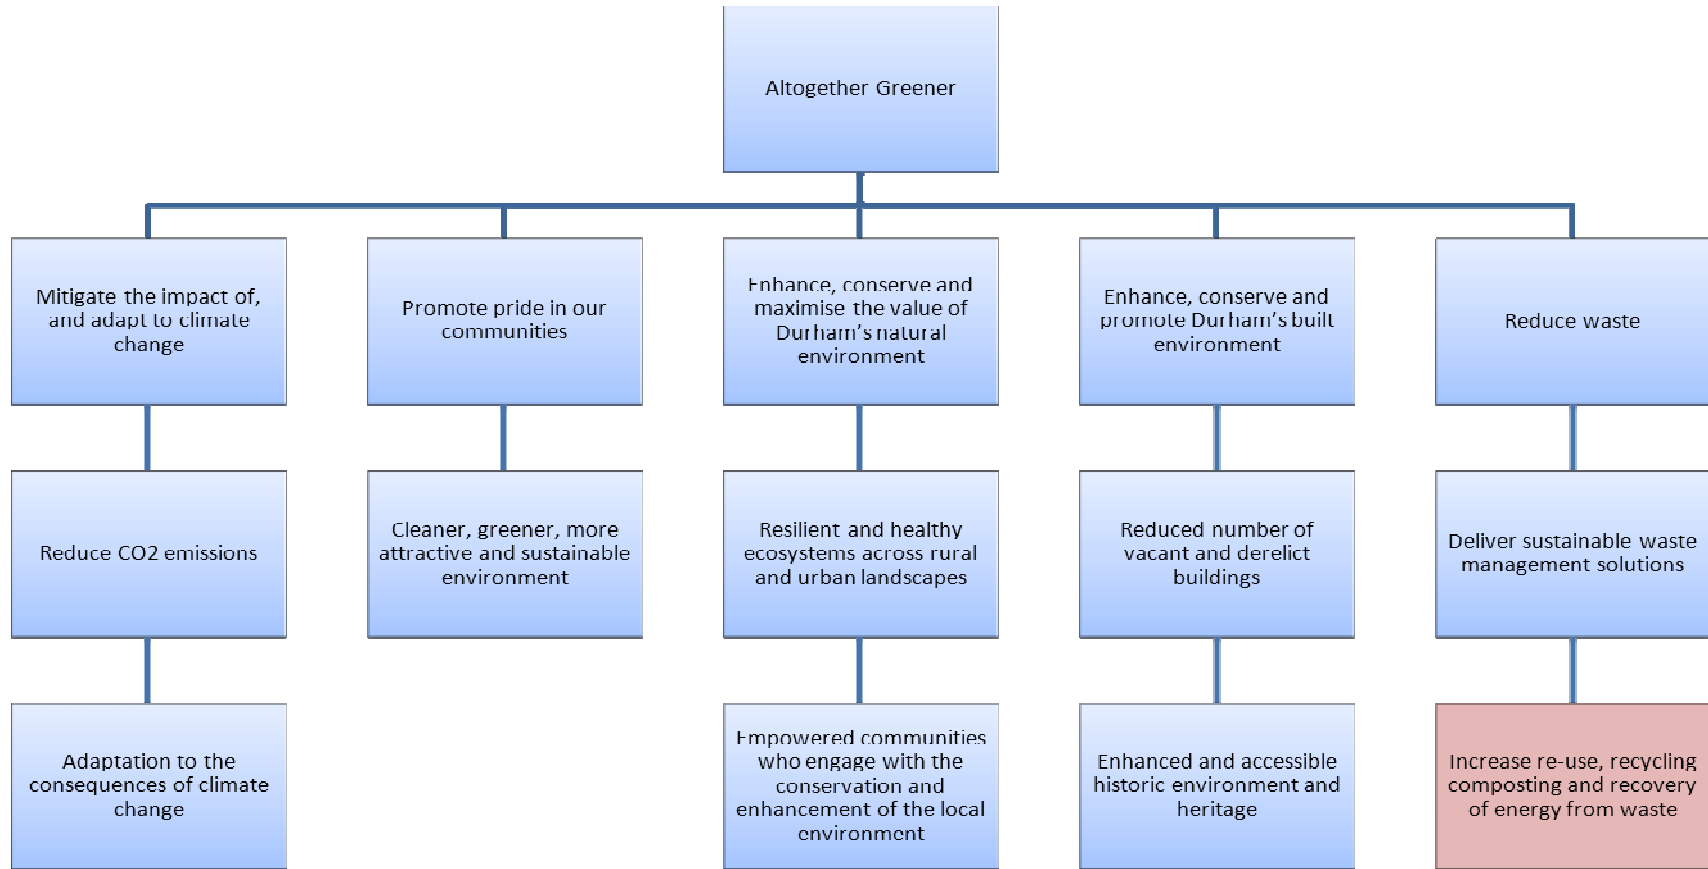 Altogether Greener
Mitigate the impact of,
and adapt to climate
change
Promote pride in our
communities
Enhance, conserve and
maximise the value of
Durham’s natural
environment
Enhance, conserve and
promote Durham’s built
environment
Reduce waste
Reduce CO2 emissions
Cleaner, greener, more
attractive and sustainable
environment
Resilient and healthy
ecosystems across rural
and urban landscapes
Reduced number of
vacant and derelict
buildings
Deliver sustainable waste
management solutions
Adaptation to the
consequences of climate
change
Empowered communities
who engage with the
conservation and
enhancement of the local
environment
Enhanced and accessible
historic environment and
heritage
Increase re-use, recycling
composting and recovery
of energy from waste